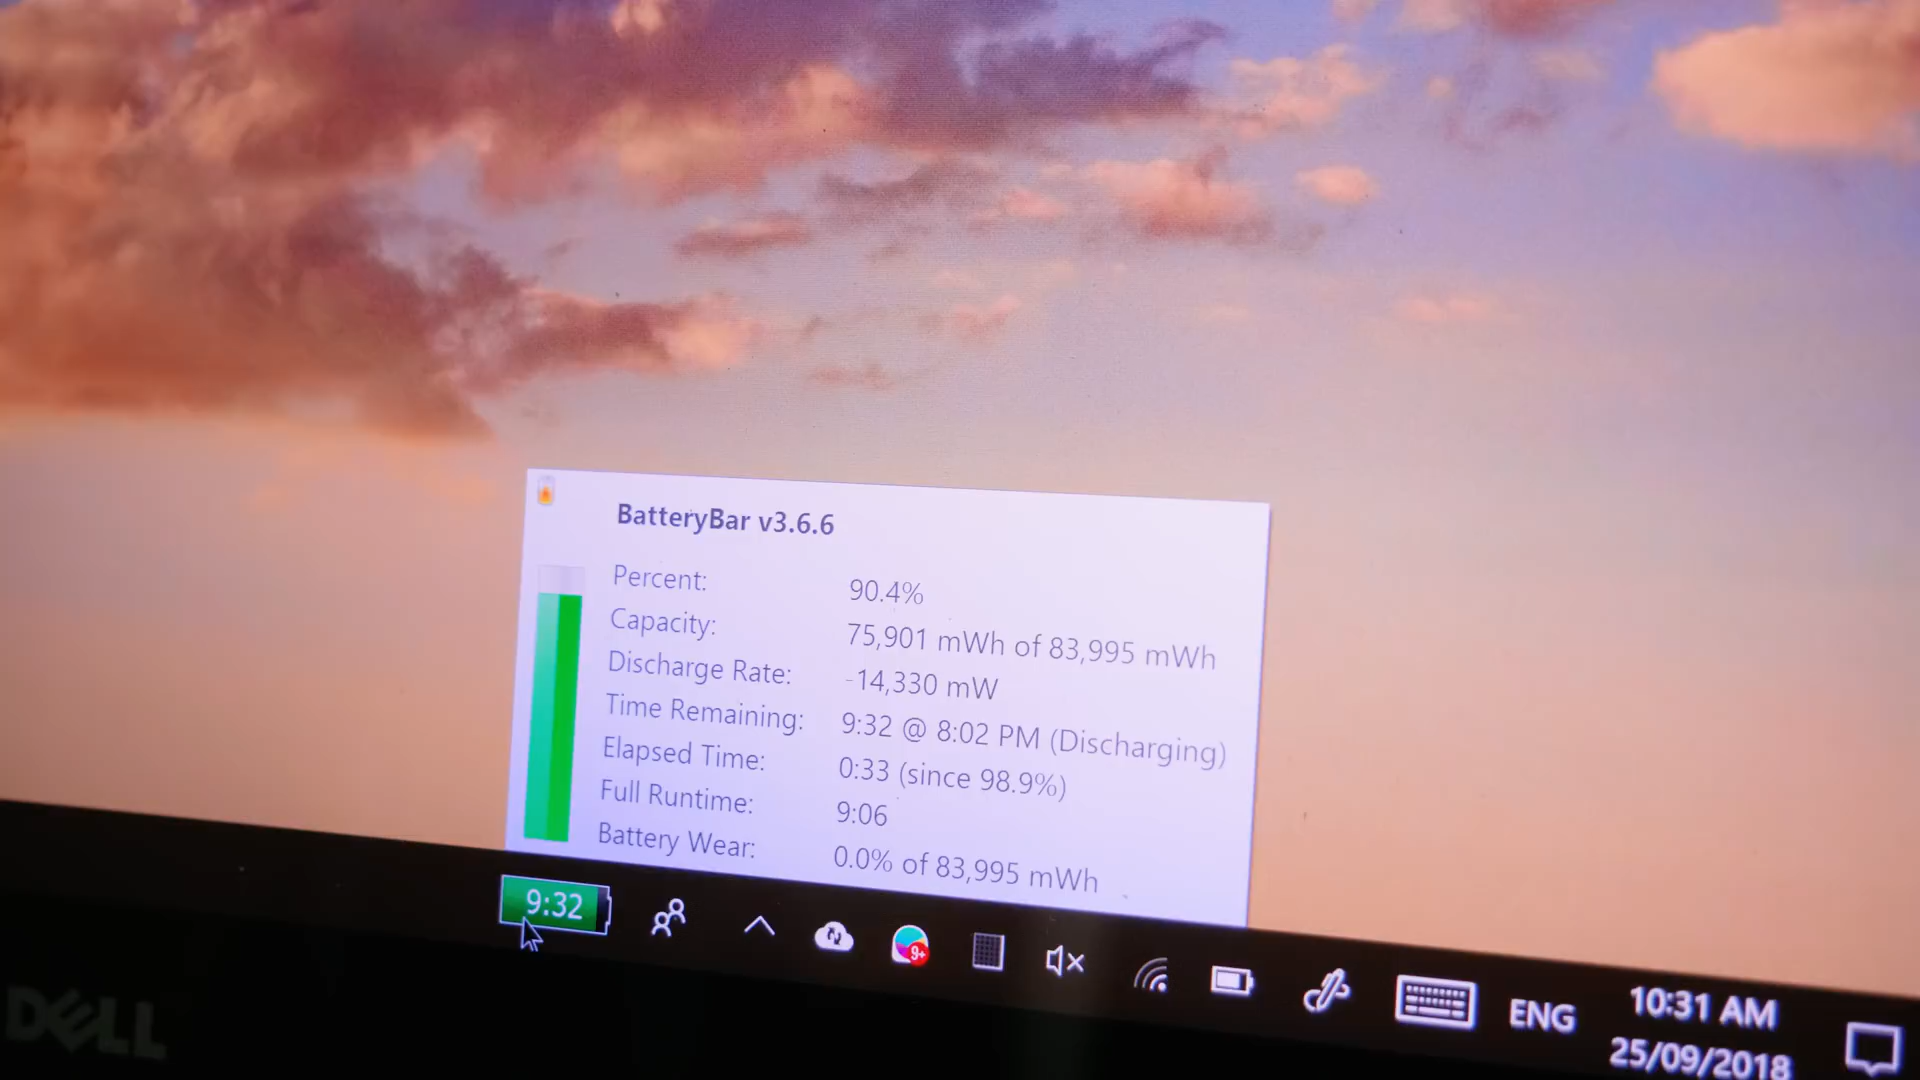 BatteryBar v3.6.6
Percent: 90.4%
Capacity: 75,901 mWh of 83,995 mWh
Discharge Rate: -14,330 mW
Time Remaining: 9:32 @ 8:02 PM (Discharging)
Elapsed Time: 0:33 (since 98.9%)
Full Runtime: 9:06
Battery Wear: 0.0% of 83,995 mWh
9:32
9+
ENG
10:31 AM
25/09/2018
DELL